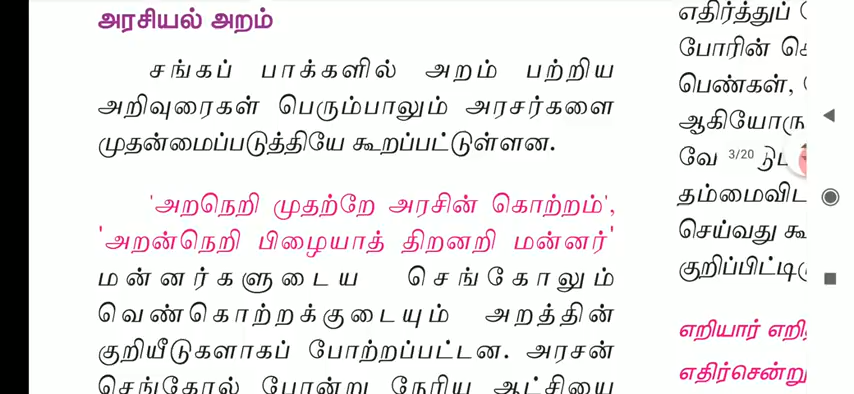 அரசியல் அறம்
சங்கப் பாக்களில் அறம் பற்றிய
அறிவுரைகள் பெரும்பாலும் அரசர்களை
முதன்மைப்படுத்தியே கூறப்பட்டுள்ளன.
'அறநெறி முதற்றே அரசின் கொற்றம்',
'அறன்நெறி பிழையாத் திறனறி மன்னர்'
மன்னர்களுடைய செங்கோலும்
வெண்கொற்றக்குடையும் அறத்தின்
குறியீடுகளாகப் போற்றப்பட்டன. அரசன்
செங்கோல் போன்று நேரிய ஆட்சியை
எதிர்த்துப்
போரின்
பெண்கள்,
ஆகியோரு
3/20
தம்மைவிட
செய்வது கூ
குறிப்பிட்டிரு
எறியார் எறி
எதிர்சென்று